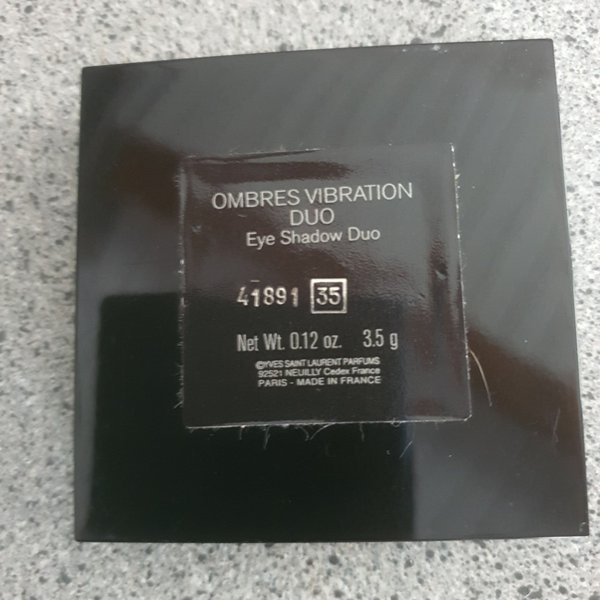 OMBRES VIBRATION
DUO
Eye Shadow Duo
41891 35
Net Wt. 0.12 oz. 3.5 g
©YVES SAINT LAURENT PARFUMS
92521 NEUILLY Cedex France
PARIS - MADE IN FRANCE